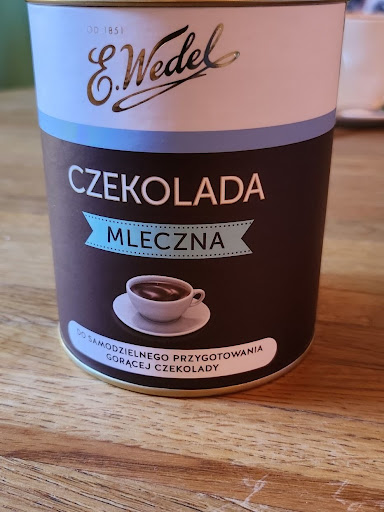 OD 1851
E. Wedel
CZEKOLADA
MLECZNA
DO SAMODZIELNEGO PRZYGOTOWANIA
GORĄCEJ CZEKOLADY